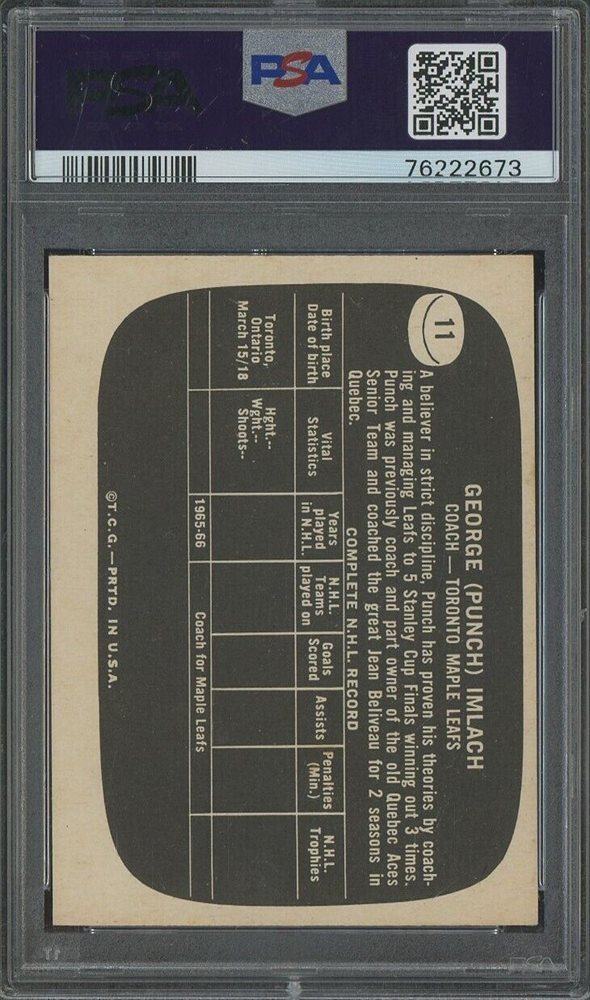 PSA
PSA
76222673
11
GEORGE (PUNCH) IMLACH
COACH — TORONTO MAPLE LEAFS
A believer in strict discipline, Punch has proven his theories by coach-
ing and managing Leafs to 5 Stanley Cup Finals winning out 3 times.
Punch was previously coach and part owner of the old Quebec Aces
Senior Team and coached the great Jean Beliveau for 2 seasons in
Quebec.
COMPLETE N.H.L. RECORD
Birth place
Date of birth
Vital
Statistics
Years
played
in N.H.L.
N.H.L.
Teams
played on
Goals
Scored
Assists
Penalties
(Min.)
N.H.L.
Trophies
Toronto,
Ontario
March 15/18
Hght.--
Wght.--
Shoots--
1965-66
Coach for Maple Leafs
©T.C.G.—PRTD. IN U.S.A.
PSA